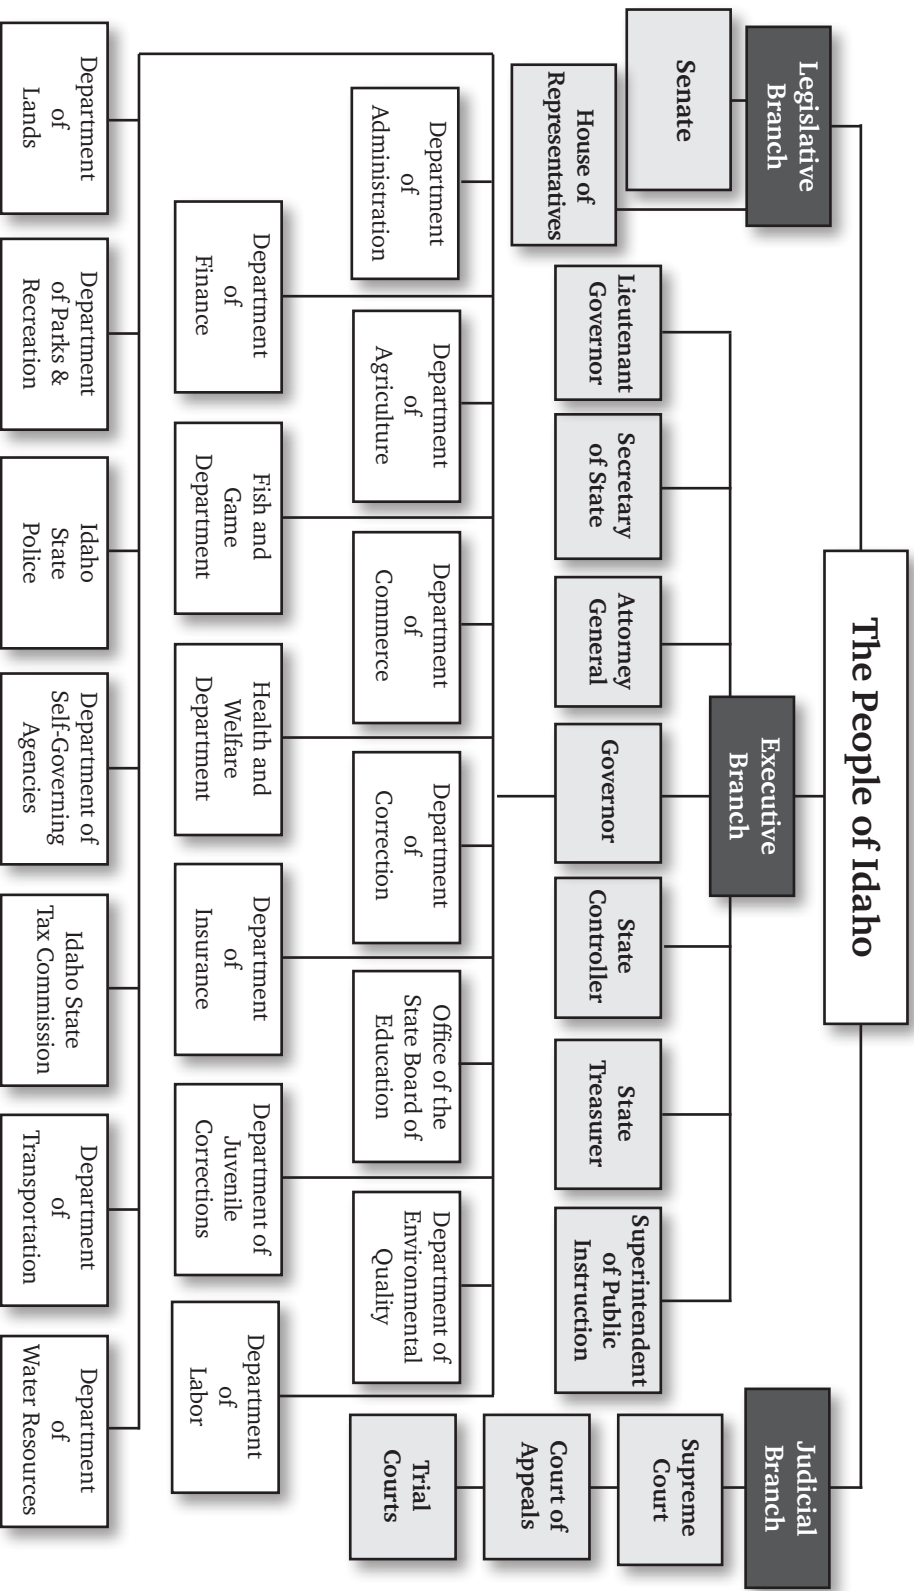 The People of Idaho
Legislative
Branch
Executive
Branch
Judicial
Branch
Senate
House of
Representatives
Lieutenant
Governor
Secretary
of State
Attorney
General
Governor
State
Controller
State
Treasurer
Superintendent
of Public
Instruction
Supreme
Court
Court of
Appeals
Trial
Courts
Department
of
Administration
Department
of
Agriculture
Department
of
Commerce
Department
of
Correction
Office of the
State Board of
Education
Department of
Environmental
Quality
Department
of
Finance
Fish and
Game
Department
Health and
Welfare
Department
Department
of
Insurance
Department of
Juvenile
Corrections
Department
of
Labor
Department
of
Lands
Department
of Parks &
Recreation
Idaho
State
Police
Department of
Self-Governing
Agencies
Idaho State
Tax Commission
Department
of
Transportation
Department
of
Water Resources